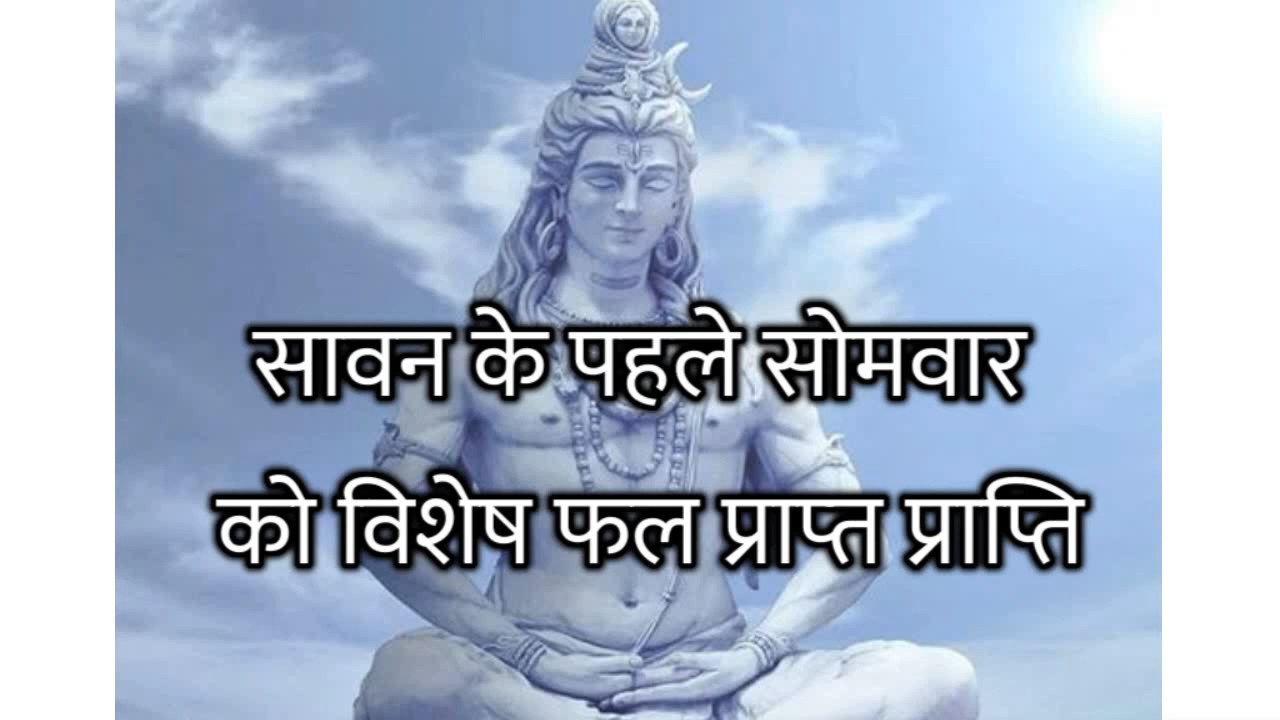 सावन के पहले सोमवार
को विशेष फल प्राप्त प्राप्ति